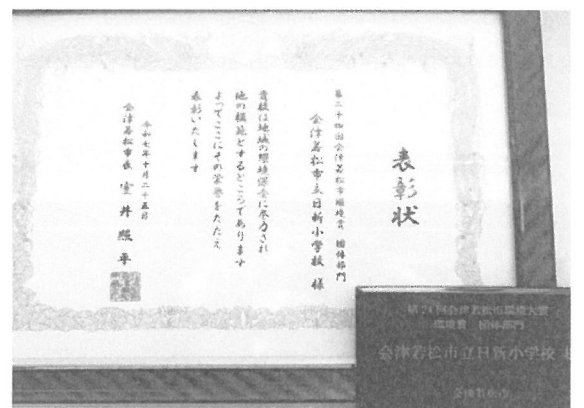 表彰状
第二十四回会津若松市環境賞 団体部門
会津若松市立日新小学校 様
貴校は地域の環境保全に尽力され
他の模範とするところであります
よってここにその栄誉をたたえ
表彰いたします
令和七年十月二十五日
会津若松市長 室井照平
第24回会津若松市環境大賞
環境賞 団体部門
会津若松市立日新小学校
会津若松市